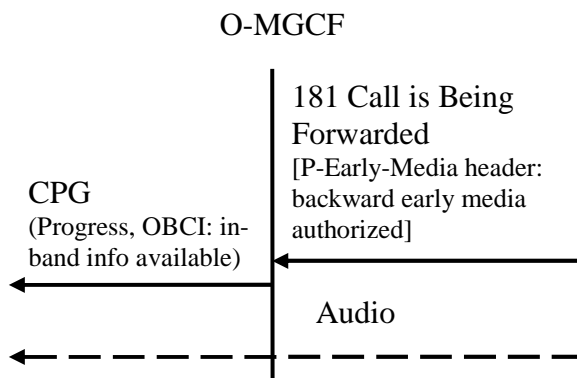 O-MGCF
181 Call is Being
Forwarded
[P-Early-Media header:
backward early media
authorized]
CPG
(Progress, OBCI: in-
band info available)
Audio